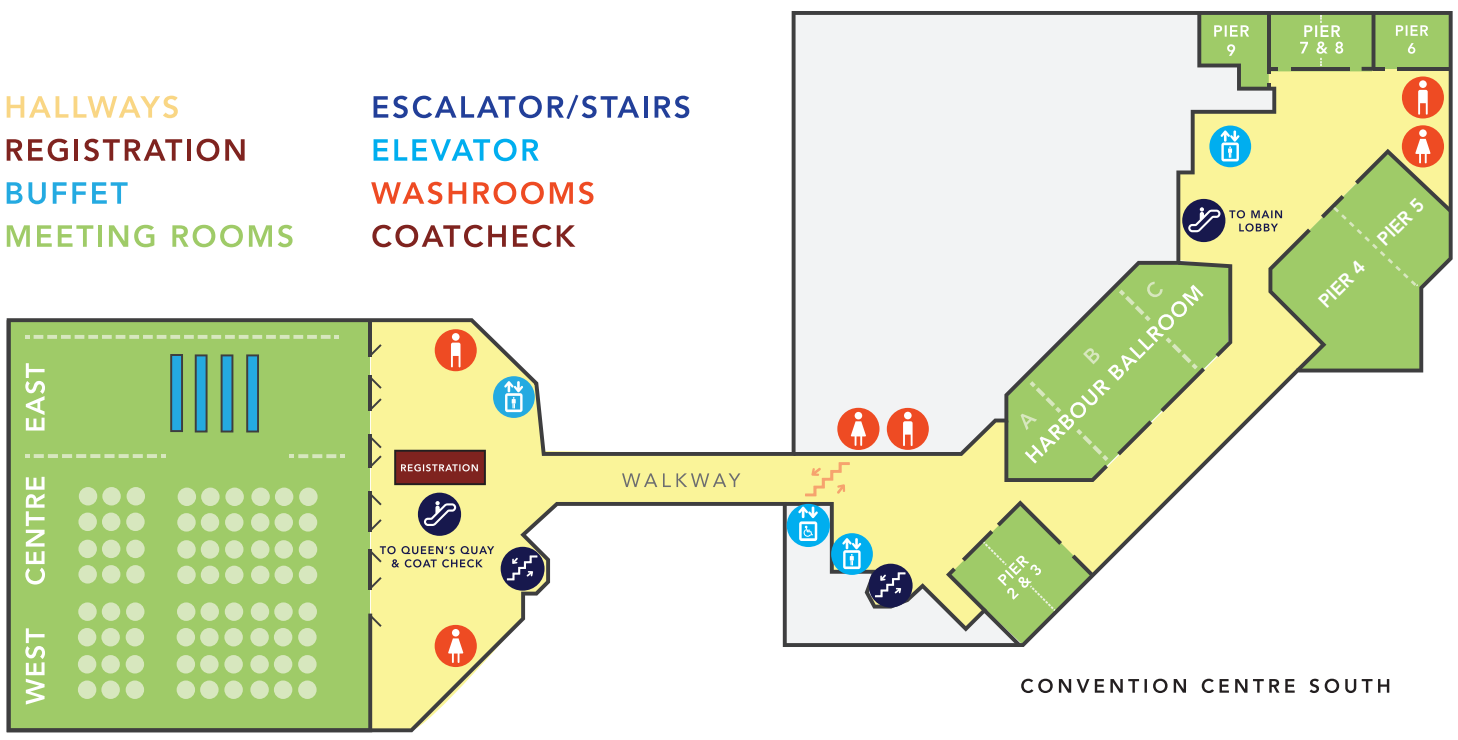 HALLWAYS
REGISTRATION
BUFFET
MEETING ROOMS
ESCALATOR/STAIRS
ELEVATOR
WASHROOMS
COATCHECK
PIER
9
PIER
7 & 8
PIER
6
TO MAIN
LOBBY
PIER 5
PIER 4
A
B
C
HARBOUR BALLROOM
PIER
2 & 3
EAST
CENTRE
WEST
REGISTRATION
TO QUEEN'S QUAY
& COAT CHECK
WALKWAY
CONVENTION CENTRE SOUTH